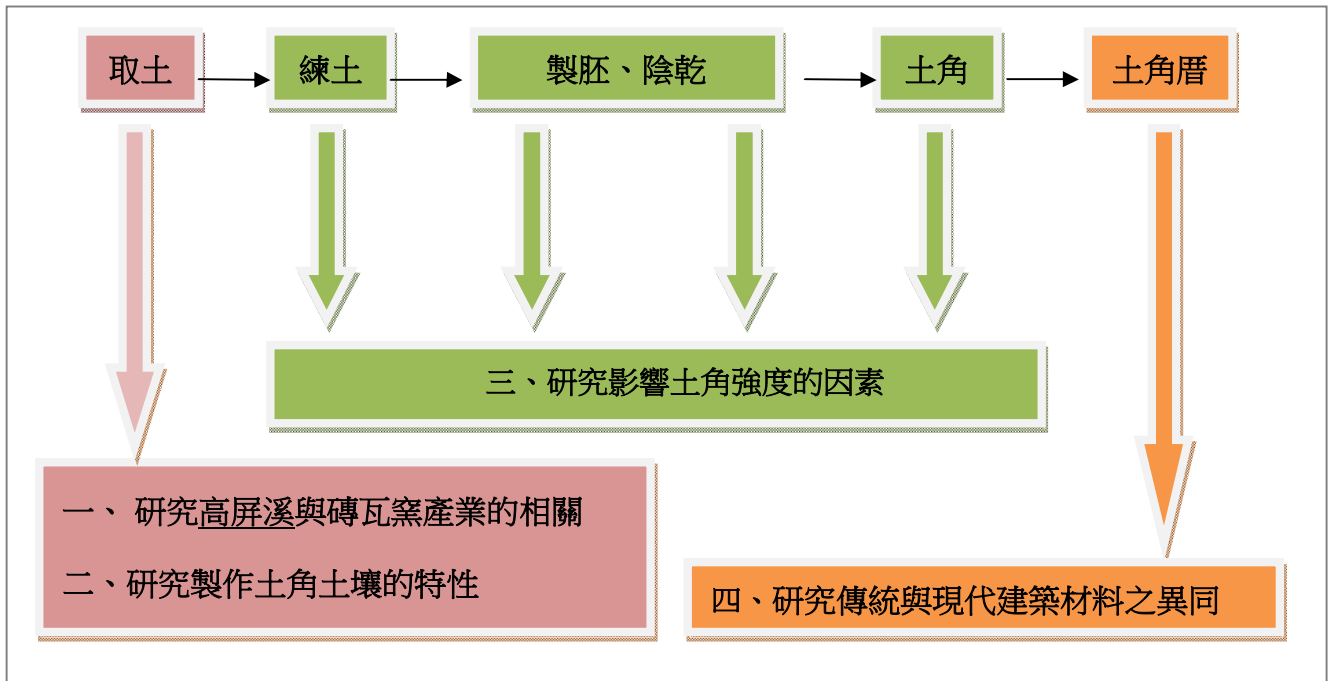 取土
練土
製胚、陰乾
土角
土角厝
三、研究影響土角強度的因素
一、 研究高屏溪與磚瓦窯產業的相關
二、研究製作土角土壤的特性
四、研究傳統與現代建築材料之異同